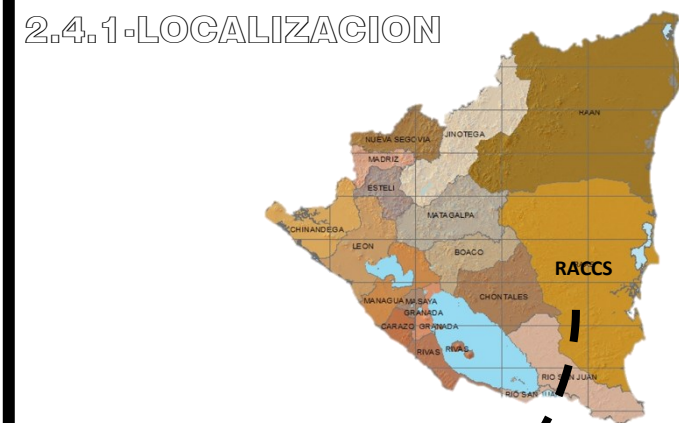 2.4.1-LOCALIZACION
RAAN
JINOTEGA
NUEVA SEGOVIA
MADRIZ
ESTELI
MATAGALPA
CHINANDEGA
LEON
BOACO
RACCS
CHONTALES
MANAGUA MASAYA
GRANADA
CARAZO GRANADA
RIVAS RIVAS
RIO SAN JUAN
RIO SAN JUAN